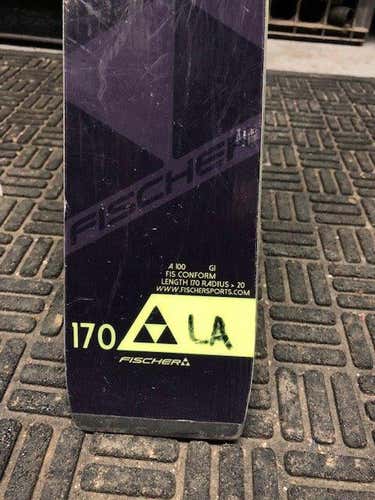 FISCHER
A 100 GI
FIS CONFORM
LENGTH 170 RADIUS > 20
WWW.FISCHERSPORTS.COM
170 LA
FISCHER